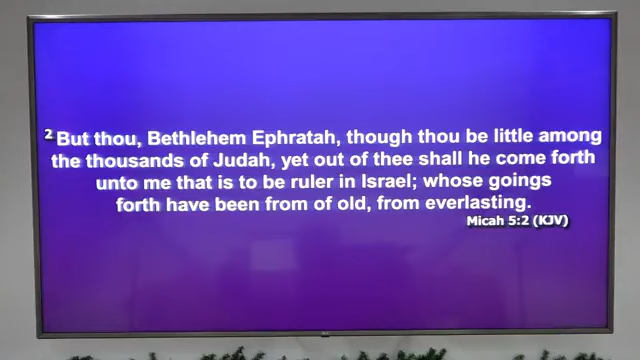 2 But thou, Bethlehem Ephratah, though thou be little among
the thousands of Judah, yet out of thee shall he come forth
unto me that is to be ruler in Israel; whose goings
forth have been from of old, from everlasting.
Micah 5:2 (KJV)